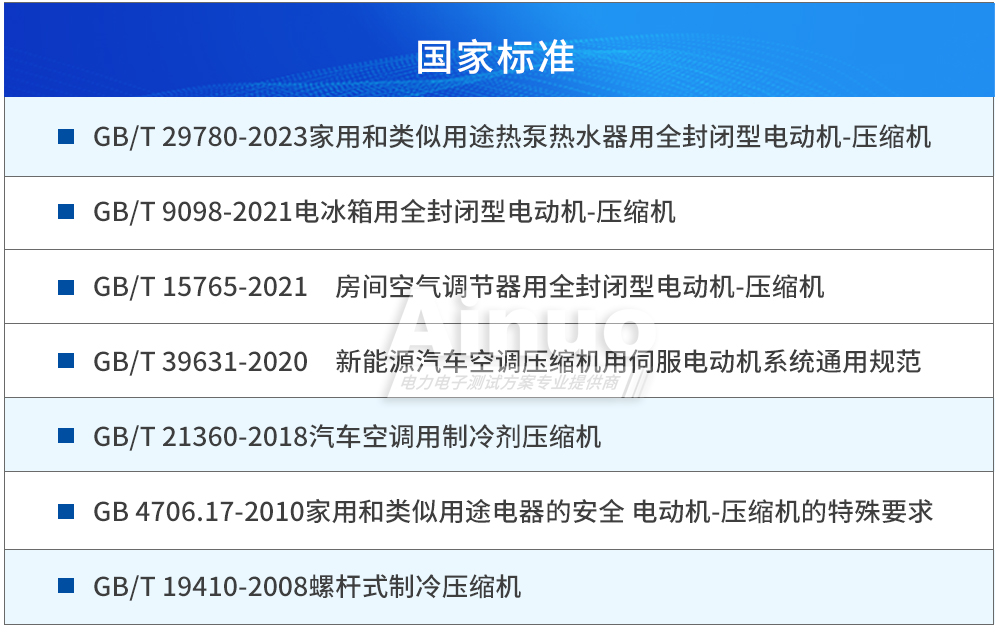 国家标准
GB/T 29780-2023家用和类似用途热泵热水器用全封闭型电动机-压缩机
GB/T 9098-2021电冰箱用全封闭型电动机-压缩机
GB/T 15765-2021 房间空气调节器用全封闭型电动机-压缩机
Ainuo
GB/T 39631-2020 新能源汽车空调压缩机用伺服电动机系统通用规范
电力电子测试方案专业提供商
GB/T 21360-2018汽车空调用制冷剂压缩机
GB 4706.17-2010家用和类似用途电器的安全 电动机-压缩机的特殊要求
GB/T 19410-2008螺杆式制冷压缩机